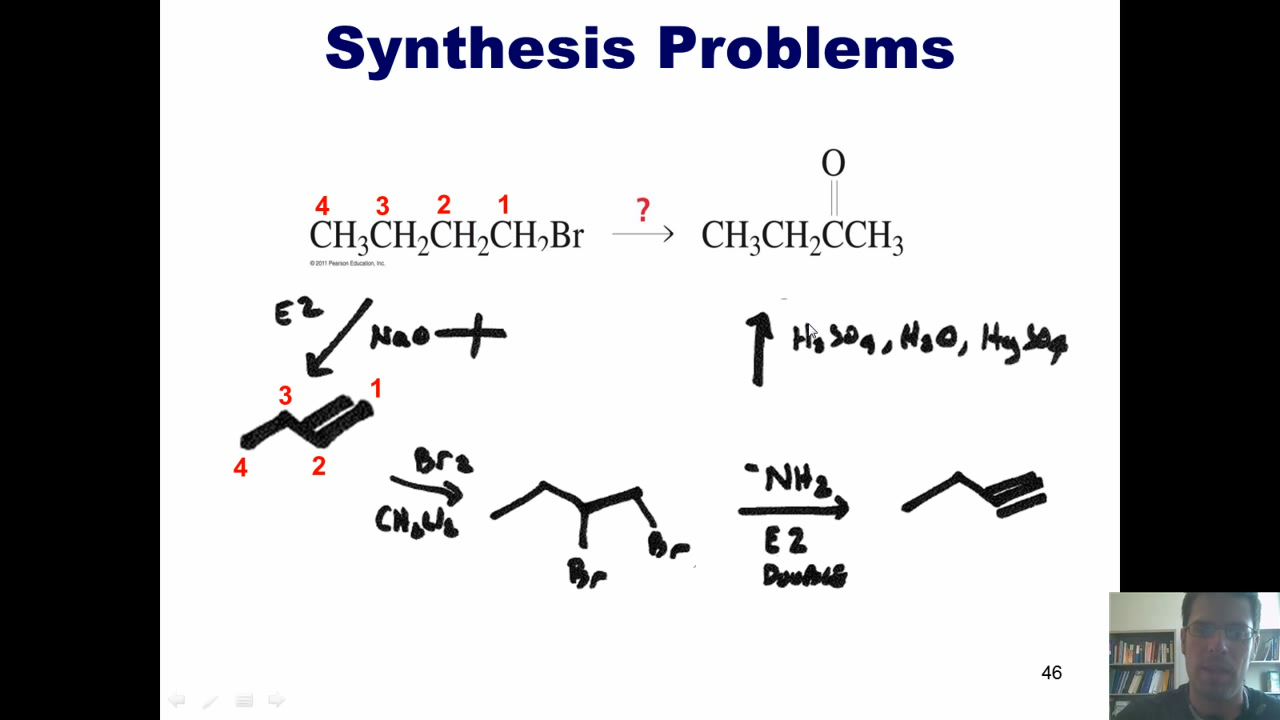 Synthesis Problems
O
4 3 2 1
?
CH₃CH₂CH₂CH₂Br → CH₃CH₂CCH₃
© 2011 Pearson Education, Inc.
E2
NaO
H₂SO₄, H₂O, HgSO₄
3 1
4 2
Br₂
CH₂Cl₂
Br
Br
⁻NH₂
E2
DOUBLE
46